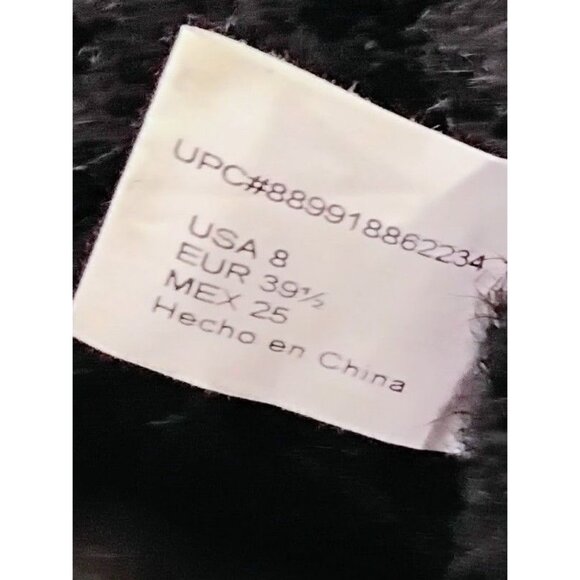 UPC#889918862234
USA 8
EUR 39½
MEX 25
Hecho en China